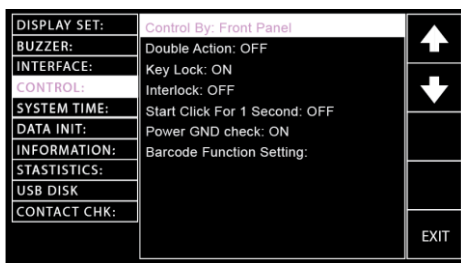 DISPLAY SET:
BUZZER:
INTERFACE:
CONTROL:
SYSTEM TIME:
DATA INIT:
INFORMATION:
STASTISTICS:
USB DISK
CONTACT CHK:
Control By: Front Panel
Double Action: OFF
Key Lock: ON
Interlock: OFF
Start Click For 1 Second: OFF
Power GND check: ON
Barcode Function Setting:
EXIT